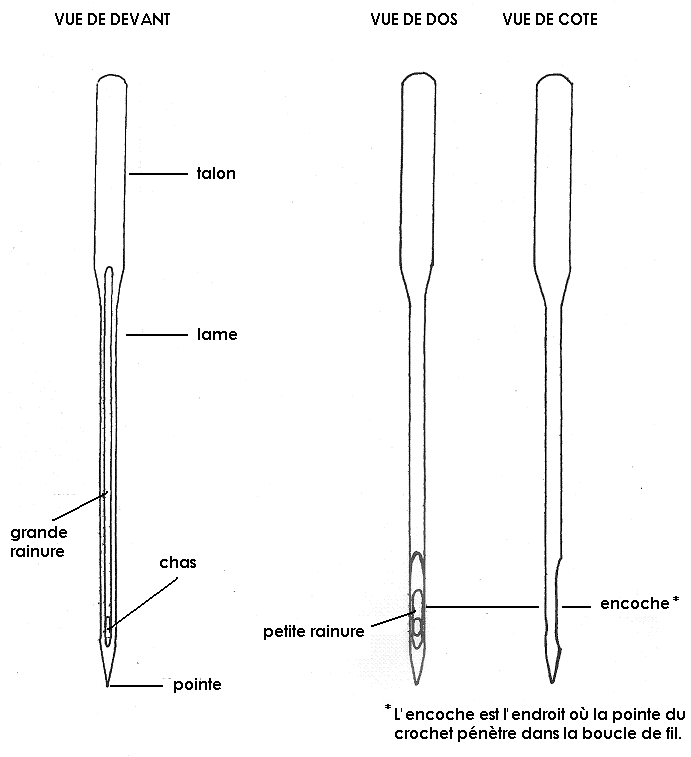 VUE DE DEVANT
VUE DE DOS
VUE DE COTE
talon
lame
grande
rainure
chas
encoche*
petite rainure
pointe
*L'encoche est l'endroit où la pointe du
crochet pénètre dans la boucle de fil.